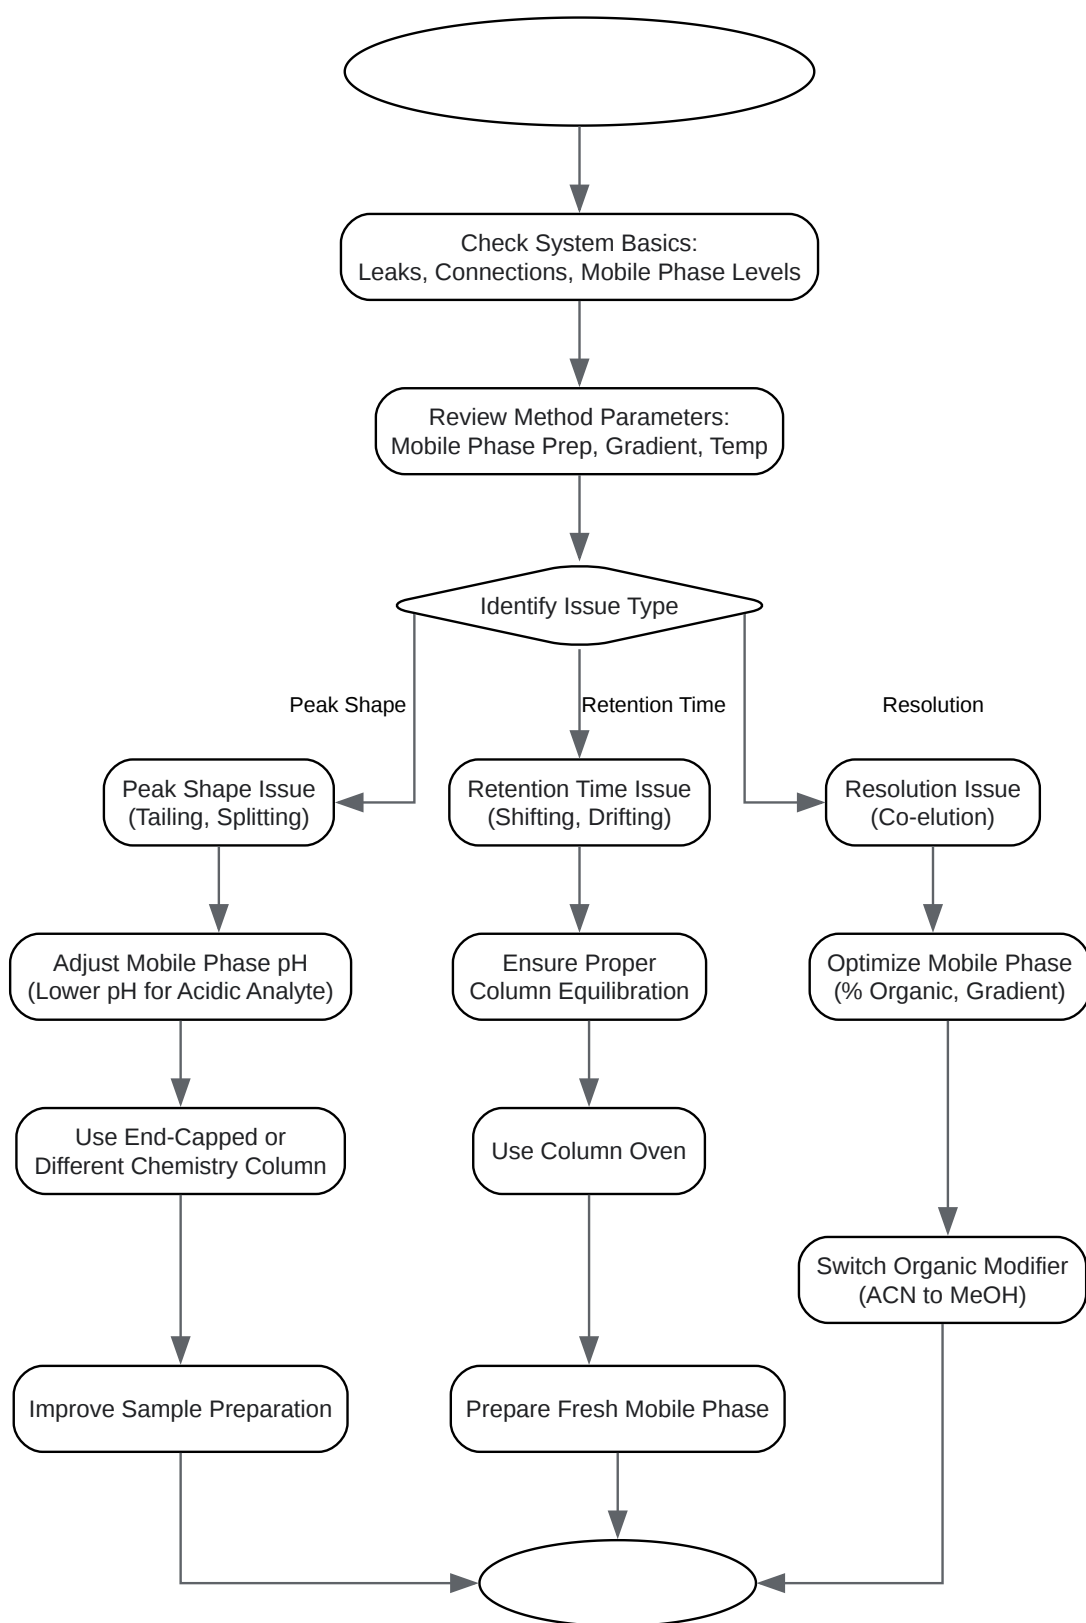 Check System Basics:
Leaks, Connections, Mobile Phase Levels
Review Method Parameters:
Mobile Phase Prep, Gradient, Temp
Identify Issue Type
Peak Shape
Retention Time
Resolution
Peak Shape Issue
(Tailing, Splitting)
Retention Time Issue
(Shifting, Drifting)
Resolution Issue
(Co-elution)
Adjust Mobile Phase pH
(Lower pH for Acidic Analyte)
Ensure Proper
Column Equilibration
Optimize Mobile Phase
(% Organic, Gradient)
Use End-Capped or
Different Chemistry Column
Use Column Oven
Switch Organic Modifier
(ACN to MeOH)
Improve Sample Preparation
Prepare Fresh Mobile Phase